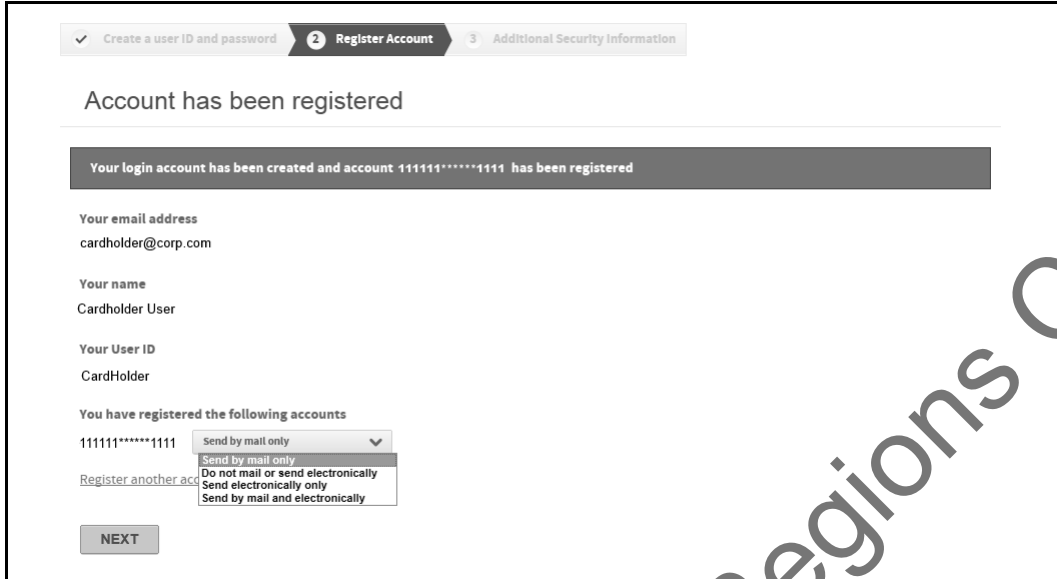 Create a user ID and password 2 Register Account 3 Additional Security Information
Account has been registered
Your login account has been created and account 111111******1111 has been registered
Your email address
cardholder@corp.com
Your name
Cardholder User
Your User ID
CardHolder
You have registered the following accounts
111111******1111 Send by mail only
Send by mail only
Do not mail or send electronically
Register another acc
Send electronically only
Send by mail and electronically
NEXT
Regions C